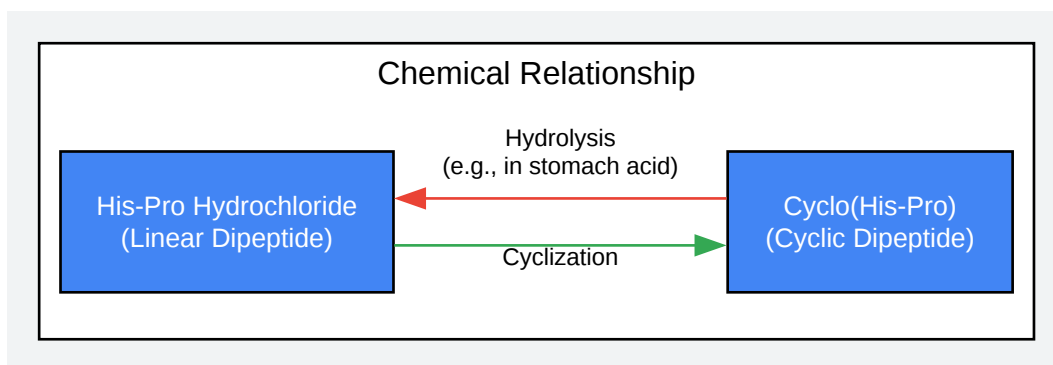 Chemical Relationship
Hydrolysis
(e.g., in stomach acid)
His-Pro Hydrochloride
(Linear Dipeptide)
Cyclo(His-Pro)
(Cyclic Dipeptide)
Cyclization